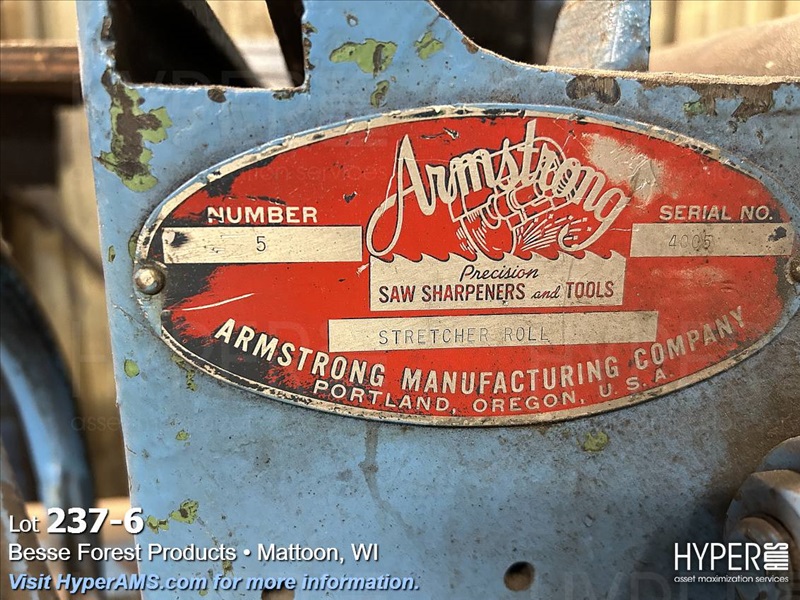 Armstrong
NUMBER
5
SERIAL NO.
4005
Precision
SAW SHARPENERS and TOOLS
STRETCHER ROLL
ARMSTRONG MANUFACTURING COMPANY
PORTLAND, OREGON, U.S.A.
Lot 237-6
Besse Forest Products • Mattoon, WI
Visit HyperAMS.com for more information.
HYPER AMS
asset maximization services